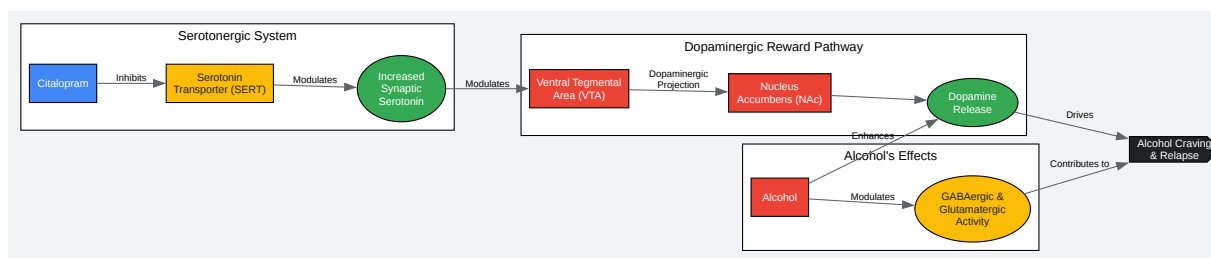 Serotonergic System
Citalopram
Inhibits
Serotonin
Transporter (SERT)
Modulates
Increased
Synaptic
Serotonin
Modulates
Dopaminergic Reward Pathway
Ventral Tegmental
Area (VTA)
Dopaminergic
Projection
Nucleus
Accumbens (NAc)
Dopamine
Release
Enhances
Drives
Alcohol's Effects
Alcohol
Modulates
GABAergic &
Glutamatergic
Activity
Contributes to
Alcohol Craving
& Relapse